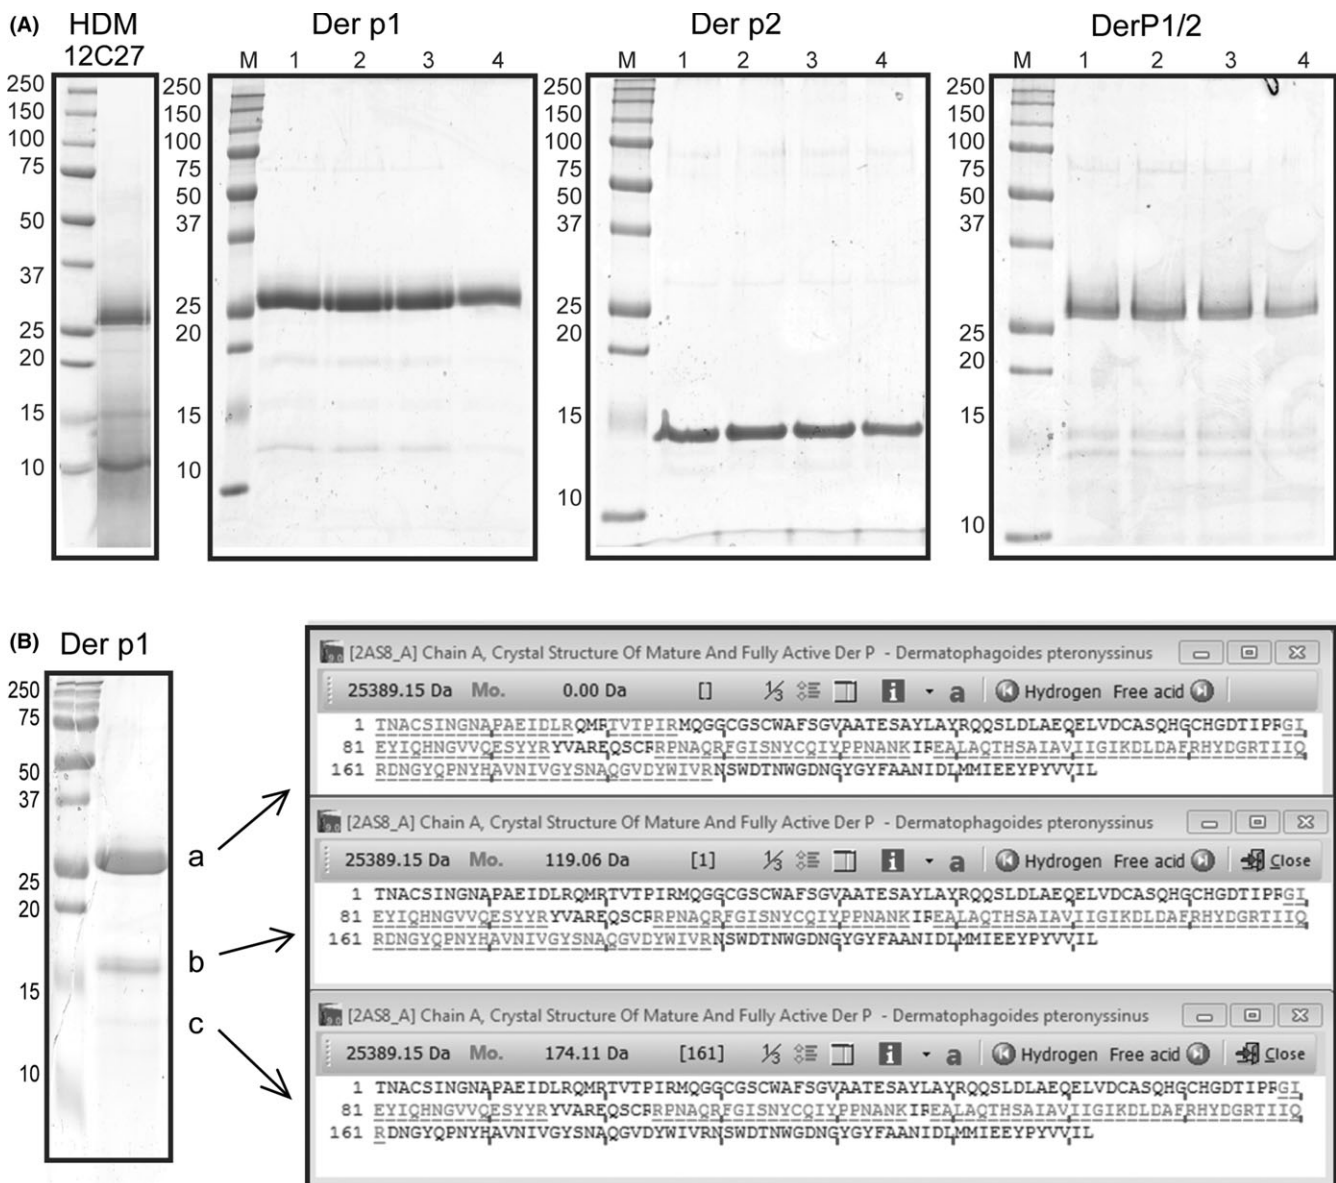 (A)
HDM
12C27
250
150
100
75
50
37
25
20
15
10
Der p1
M 1 2 3 4
250
150
100
75
50
37
25
20
15
10
Der p2
M 1 2 3 4
250
150
100
75
50
37
25
20
15
10
DerP1/2
M 1 2 3 4
250
150
100
75
50
37
25
20
15
10
(B) Der p1
250
75
50
37
25
20
15
10
a
b
c
[2AS8_A] Chain A, Crystal Structure Of Mature And Fully Active Der P - Dermatophagoides pteronyssinus
25389.15 Da Mo. 0.00 Da [] 1/3 i a Hydrogen Free acid
1 TNACSINGNAPAEIDLRQMRTVTPIRMQGGCGSCWAFSGVAATESAYLAYRQQSLDLAEQELVDCASQHGCHGDTIPRGI
81 EYIQHNGVVQESYYRYVAREQSCRRPNAQRFGISNYCQIYPPNANKIREALAQTHSAIAVIIGIKDLDAFRHYDGRTIIQ
161 RDNGYQPNYHAVNIVGYSNAQGVDYWIVRNSWDTNWGDNGYGYFAANIDLMMIEEYPYVVIL
[2AS8_A] Chain A, Crystal Structure Of Mature And Fully Active Der P - Dermatophagoides pteronyssinus
25389.15 Da Mo. 119.06 Da [1] 1/3 i a Hydrogen Free acid Close
1 TNACSINGNAPAEIDLRQMRTVTPIRMQGGCGSCWAFSGVAATESAYLAYRQQSLDLAEQELVDCASQHGCHGDTIPRGI
81 EYIQHNGVVQESYYRYVAREQSCRRPNAQRFGISNYCQIYPPNANKIREALAQTHSAIAVIIGIKDLDAFRHYDGRTIIQ
161 RDNGYQPNYHAVNIVGYSNAQGVDYWIVRNSWDTNWGDNGYGYFAANIDLMMIEEYPYVVIL
[2AS8_A] Chain A, Crystal Structure Of Mature And Fully Active Der P - Dermatophagoides pteronyssinus
25389.15 Da Mo. 174.11 Da [161] 1/3 i a Hydrogen Free acid Close
1 TNACSINGNAPAEIDLRQMRTVTPIRMQGGCGSCWAFSGVAATESAYLAYRQQSLDLAEQELVDCASQHGCHGDTIPRGI
81 EYIQHNGVVQESYYRYVAREQSCRRPNAQRFGISNYCQIYPPNANKIREALAQTHSAIAVIIGIKDLDAFRHYDGRTIIQ
161 RDNGYQPNYHAVNIVGYSNAQGVDYWIVRNSWDTNWGDNGYGYFAANIDLMMIEEYPYVVIL